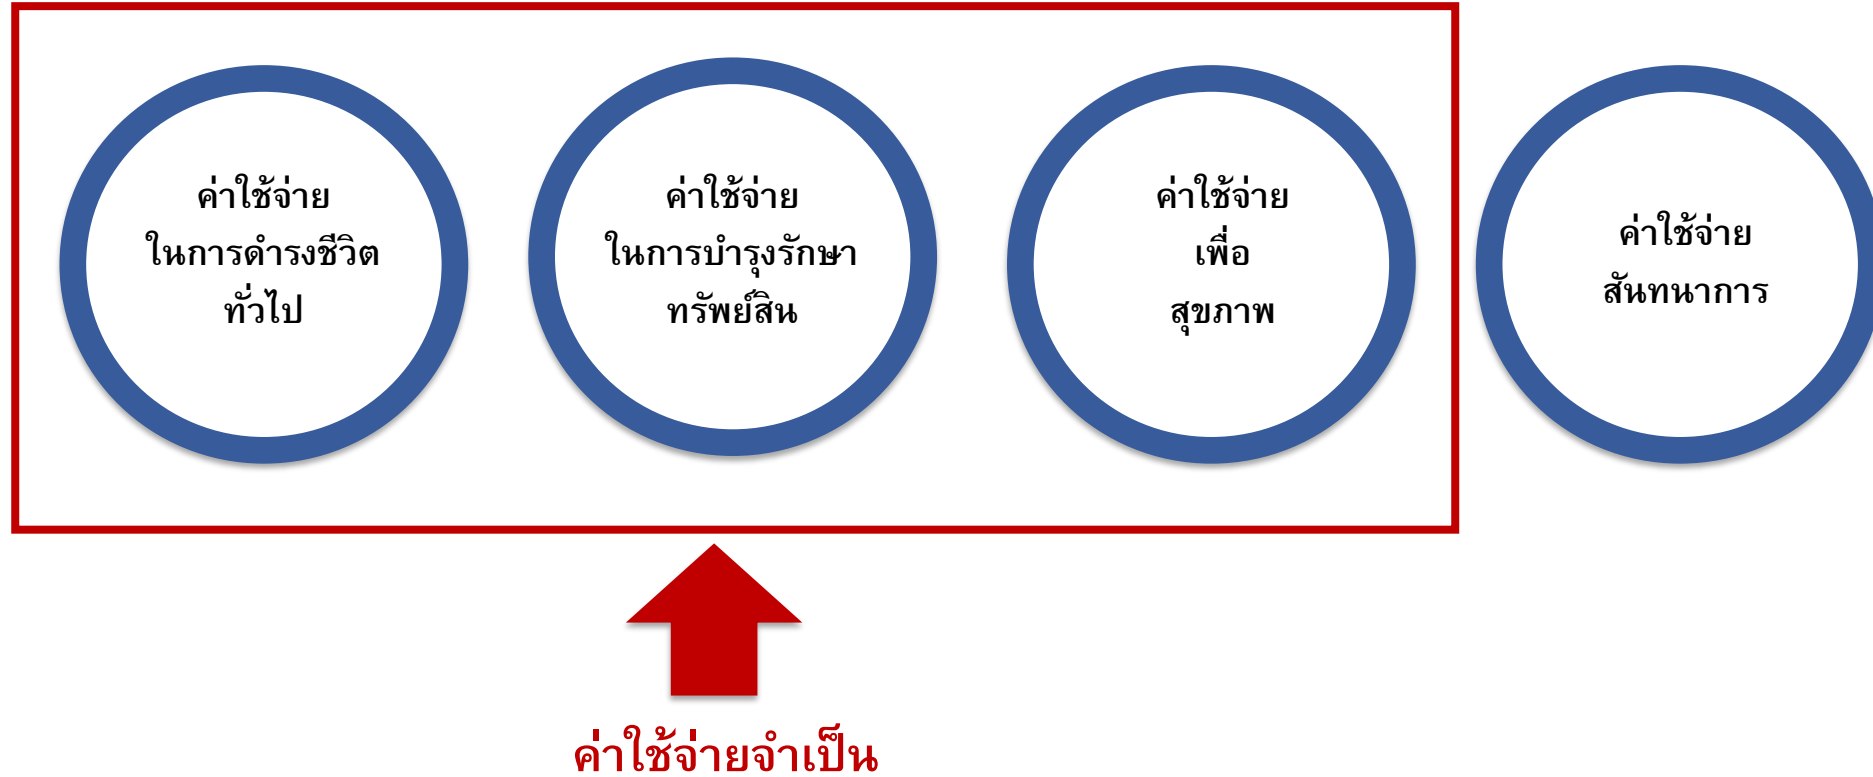 ค่าใช้จ่าย
ในการดำรงชีวิต
ทั่วไป
ค่าใช้จ่าย
ในการบำรุงรักษา
ทรัพย์สิน
ค่าใช้จ่าย
เพื่อ
สุขภาพ
ค่าใช้จ่าย
สันทนาการ
ค่าใช้จ่ายจำเป็น